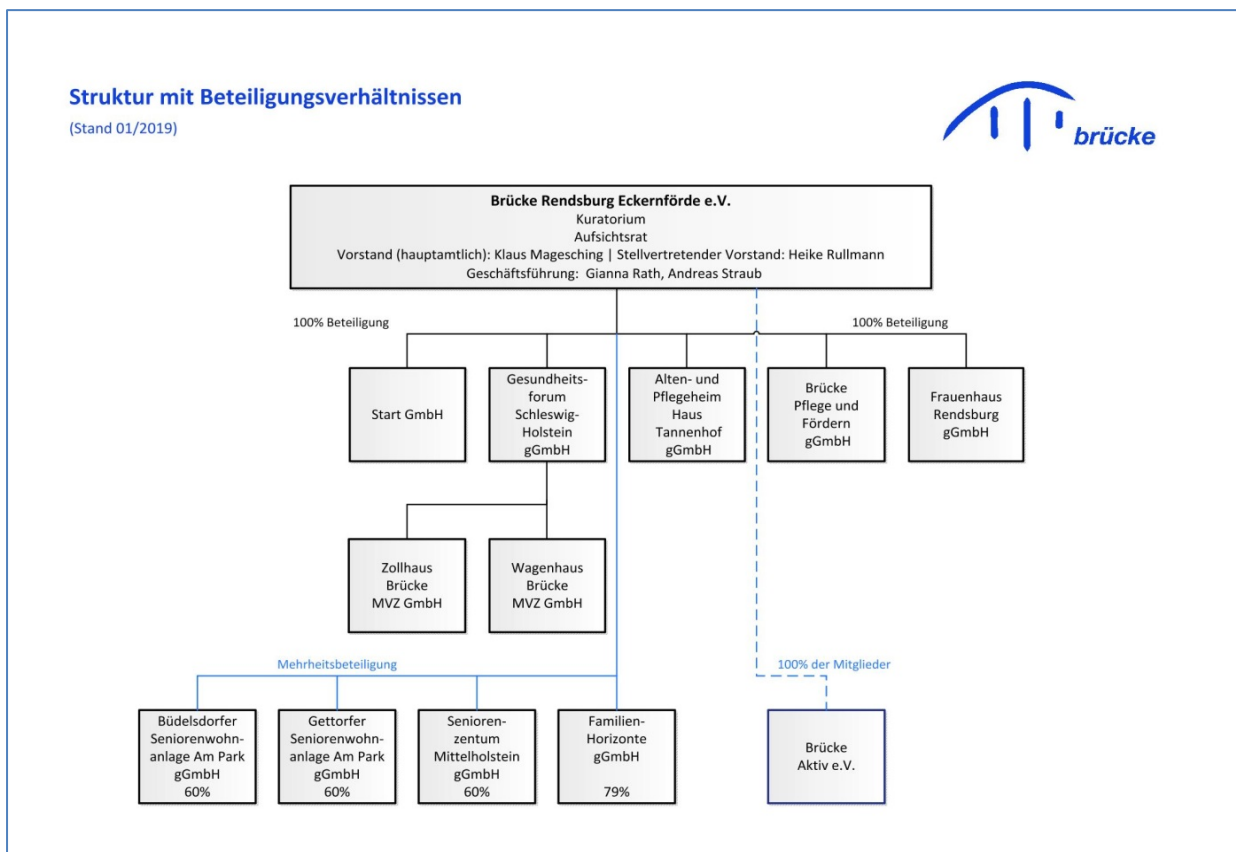 Struktur mit Beteiligungsverhältnissen
(Stand 01/2019)
brücke
Brücke Rendsburg Eckernförde e.V.
Kuratorium
Aufsichtsrat
Vorstand (hauptamtlich): Klaus Magesching | Stellvertretender Vorstand: Heike Rullmann
Geschäftsführung: Gianna Rath, Andreas Straub
100% Beteiligung
100% Beteiligung
Start GmbH
Gesundheits-
forum
Schleswig-
Holstein
gGmbH
Alten- und
Pflegeheim
Haus
Tannenhof
gGmbH
Brücke
Pflege und
Fördern
gGmbH
Frauenhaus
Rendsburg
gGmbH
Zollhaus
Brücke
MVZ GmbH
Wagenhaus
Brücke
MVZ GmbH
Mehrheitsbeteiligung
100% der Mitglieder
Büdelsdorfer
Seniorenwohn-
anlage Am Park
gGmbH
60%
Gettorfer
Seniorenwohn-
anlage Am Park
gGmbH
60%
Senioren-
zentum
Mittelholstein
gGmbH
60%
Familien-
Horizonte
gGmbH
79%
Brücke
Aktiv e.V.